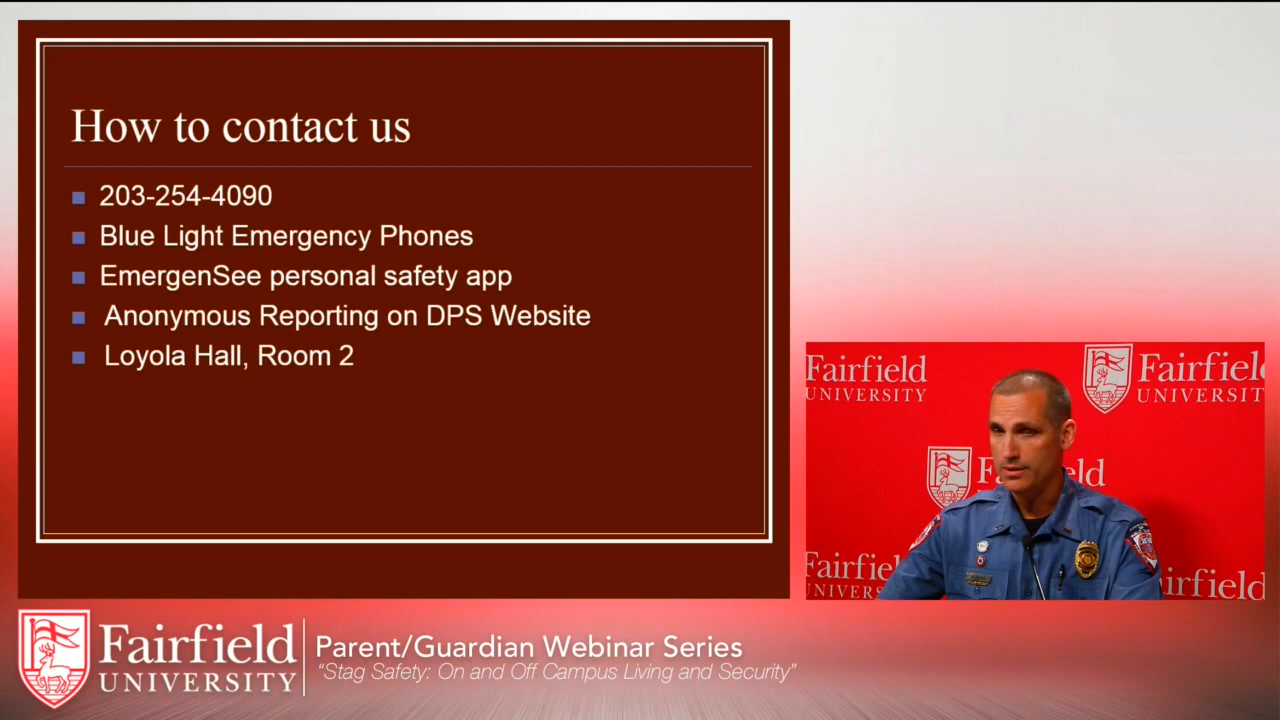 How to contact us
203-254-4090
Blue Light Emergency Phones
EmergenSee personal safety app
Anonymous Reporting on DPS Website
Loyola Hall, Room 2
Fairfield
UNIVERSITY
Fairfield
UNIVERSITY
Fairfield
UNIVERSITY
Parent/Guardian Webinar Series
“Stag Safety: On and Off Campus Living and Security”